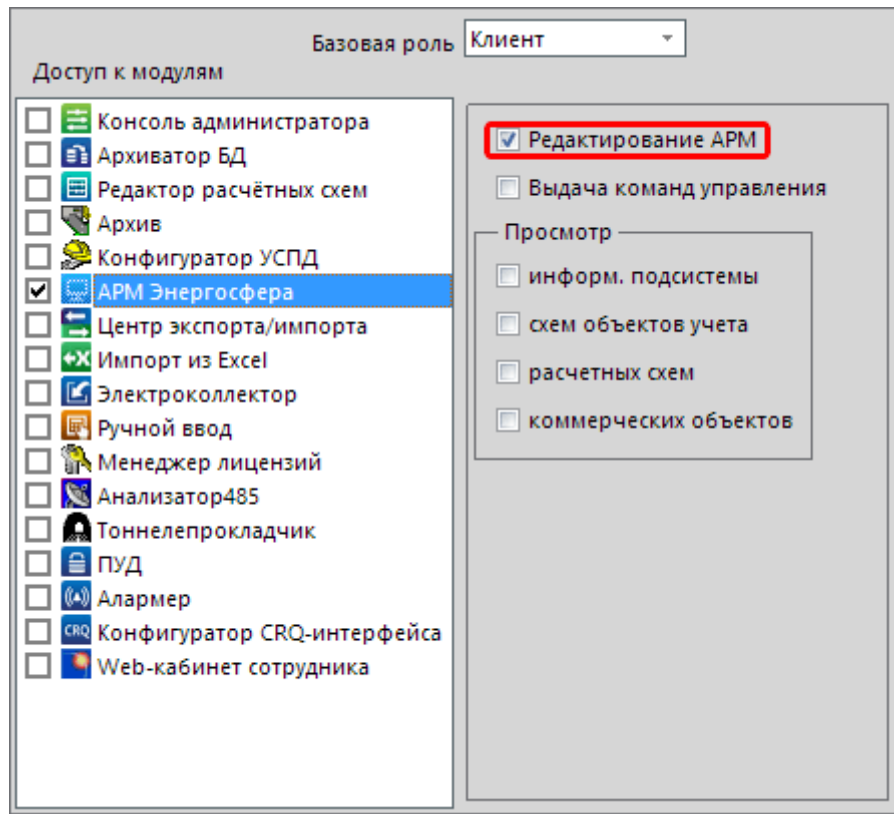 Базовая роль Клиент
Доступ к модулям
Консоль администратора
Архиватор БД
Редактор расчётных схем
Архив
Конфигуратор УСПД
АРМ Энергосфера
Центр экспорта/импорта
Импорт из Excel
Электроколлектор
Ручной ввод
Менеджер лицензий
Анализатор485
Тоннелепрокладчик
ПУД
Алармер
CRQ Конфигуратор CRQ-интерфейса
Web-кабинет сотрудника
Редактирование АРМ
Выдача команд управления
Просмотр
информ. подсистемы
схем объектов учета
расчетных схем
коммерческих объектов